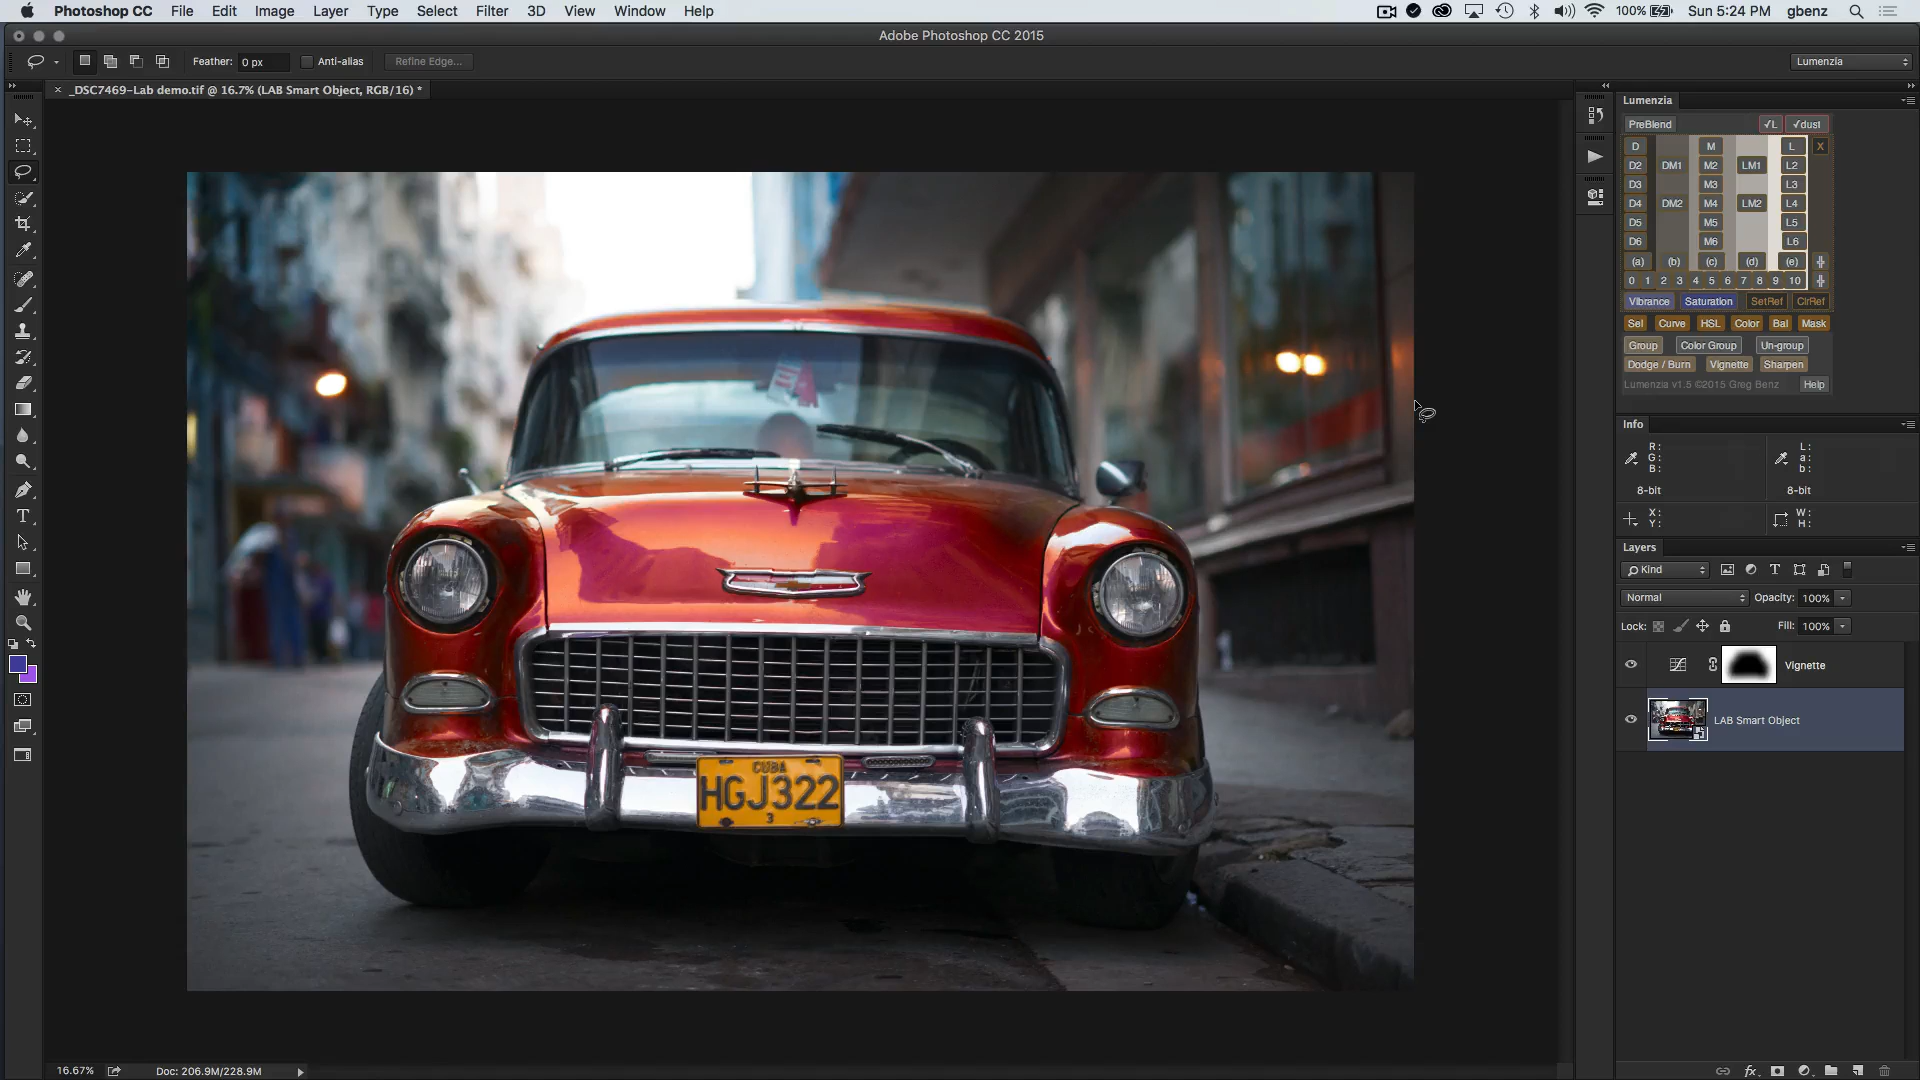 Photoshop CC File Edit Image Layer Type Select Filter 3D View Window Help 100% Sun 5:24 PM gbenz
Adobe Photoshop CC 2015
Feather: 0 px Anti-alias Refine Edge... Lumenzia
_DSC7469-Lab demo.tif @ 16.7% (LAB Smart Object, RGB/16) *
Lumenzia
PreBlend √L √dust
D M L X
D2 DM1 M2 LM1 L2
D3 M3 L3
D4 DM2 M4 LM2 L4
D5 M5 L5
D6 M6 L6
(a) (b) (c) (d) (e)
0 1 2 3 4 5 6 7 8 9 10
Vibrance Saturation SetRef ClrRef
Sel Curve HSL Color Bal Mask
Group Color Group Un-group
Dodge / Burn Vignette Sharpen
Lumenzia v1.5 ©2015 Greg Benz Help
Info
R: L:
G: a:
B: b:
8-bit 8-bit
X: W:
Y: H:
Layers
Kind
Normal Opacity: 100%
Lock: Fill: 100%
Vignette
LAB Smart Object
CUBA
HGJ322
3
16.67% Doc: 206.9M/228.9M